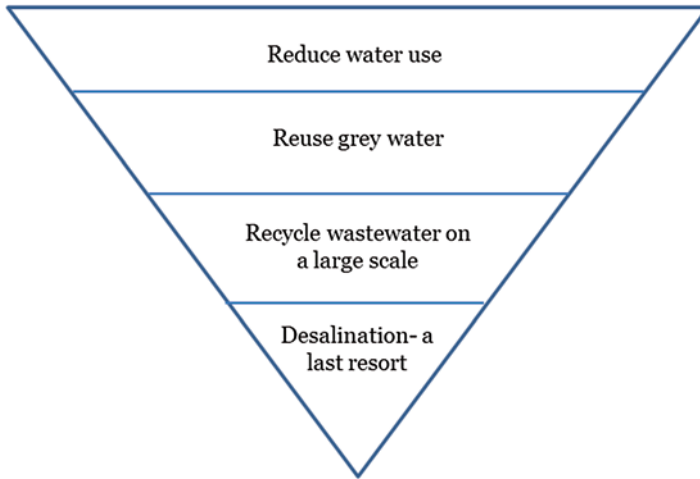 Reduce water use
Reuse grey water
Recycle wastewater on
a large scale
Desalination- a
last resort